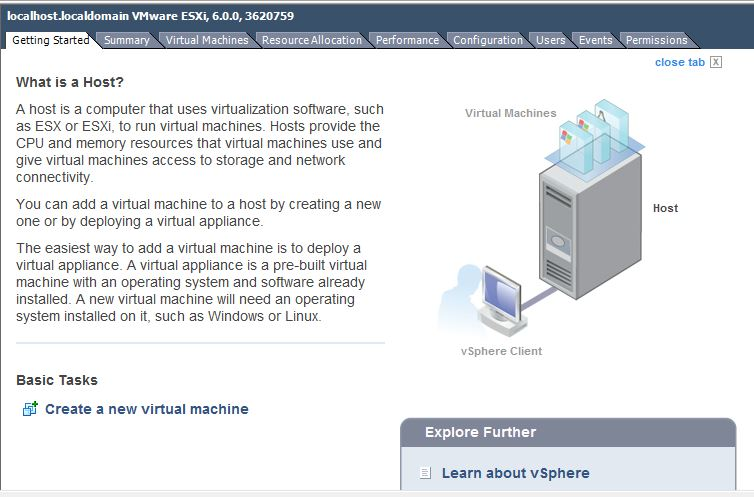 localhost.localdomain VMware ESXi, 6.0.0, 3620759
Getting Started Summary Virtual Machines Resource Allocation Performance Configuration Users Events Permissions
close tab X
What is a Host?
A host is a computer that uses virtualization software, such
as ESX or ESXi, to run virtual machines. Hosts provide the
CPU and memory resources that virtual machines use and
give virtual machines access to storage and network
connectivity.
You can add a virtual machine to a host by creating a new
one or by deploying a virtual appliance.
The easiest way to add a virtual machine is to deploy a
virtual appliance. A virtual appliance is a pre-built virtual
machine with an operating system and software already
installed. A new virtual machine will need an operating
system installed on it, such as Windows or Linux.
Virtual Machines
Host
vSphere Client
Basic Tasks
Create a new virtual machine
Explore Further
Learn about vSphere